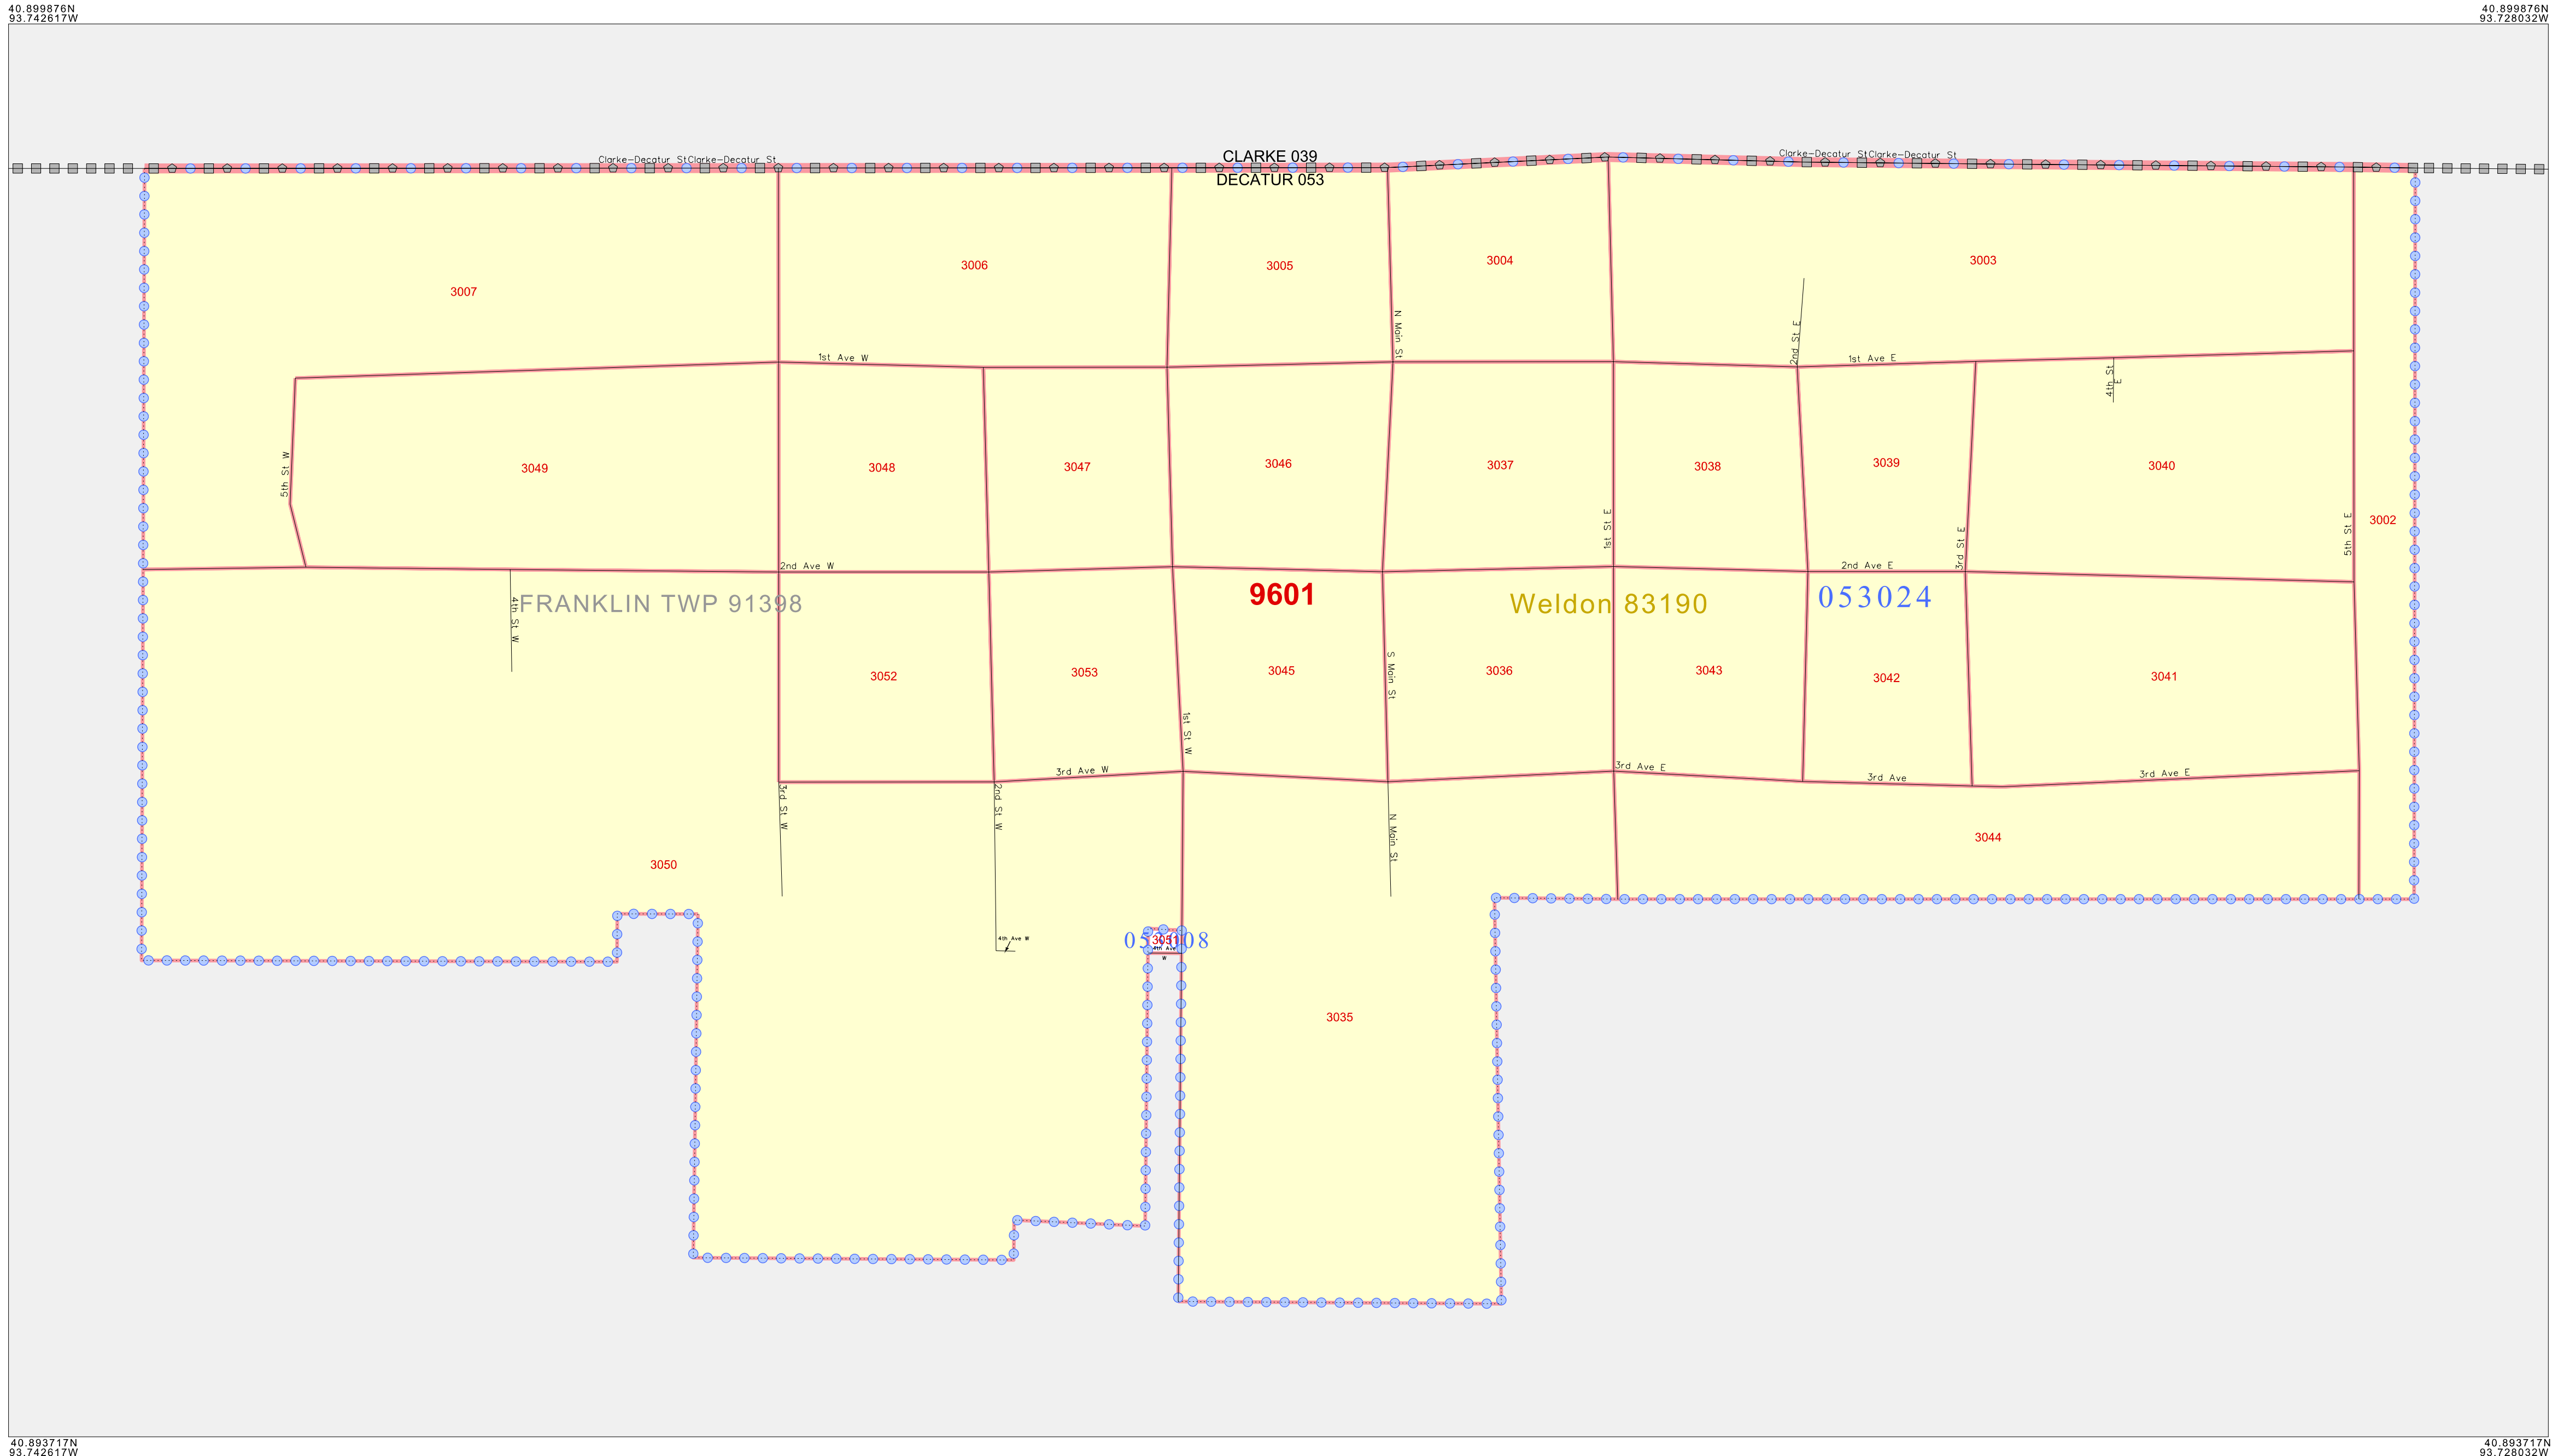 40.899876N
93.742617W
40.899876N
93.728032W
CLARKE 039
Clarke-Decatur St Clarke-Decatur St
Clarke-Decatur St Clarke-Decatur St
DECATUR 053
3007
3006
3005
3004
3003
N Main St
2nd St E
1st Ave W
1st Ave E
4th St
E
5th St W
3049
3048
3047
3046
3037
3038
3039
3040
3002
1st St E
3rd St E
5th St E
2nd Ave W
2nd Ave E
4th St W
FRANKLIN TWP 91398
9601
Weldon 83190
053024
3052
3053
3045
3036
3043
3042
3041
S Main St
1st St W
3rd Ave W
3rd Ave E
3rd Ave
3rd Ave E
3rd St W
2nd St W
N Main St
3044
3050
4th Ave W
053008
3051
4th Ave
W
3035
40.893717N
93.742617W
40.893717N
93.728032W